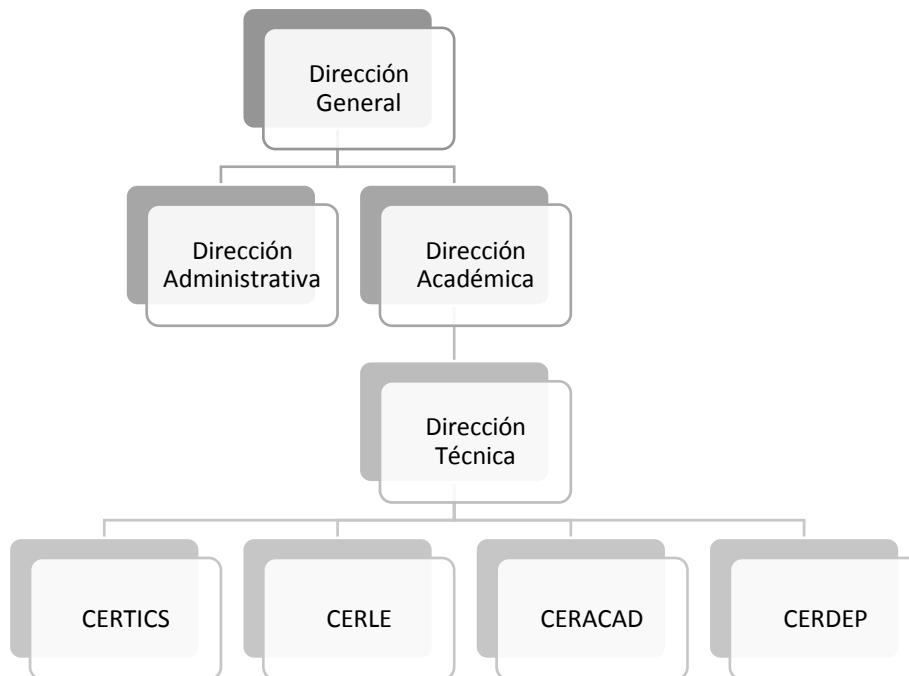 Dirección
General
Dirección
Administrativa
Dirección
Académica
Dirección
Técnica
CERTICS
CERLE
CERACAD
CERDEP